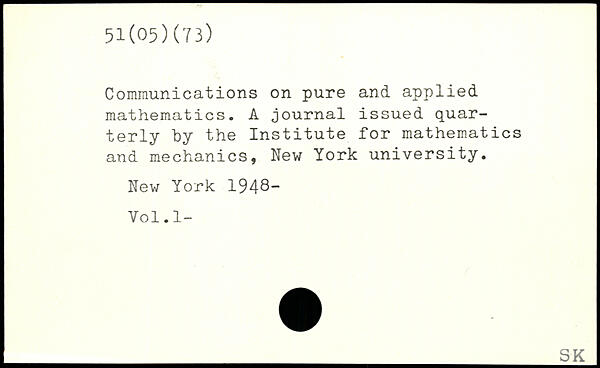 51(05)(73)
Communications on pure and applied
mathematics. A journal issued quar-
terly by the Institute for mathematics
and mechanics, New York university.
New York 1948-
Vol.1-
SK